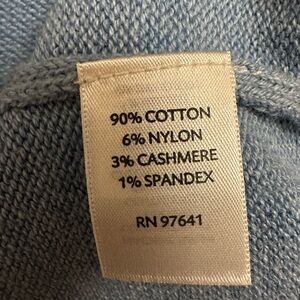 90% COTTON
6% NYLON
3% CASHMERE
1% SPANDEX
RN 97641